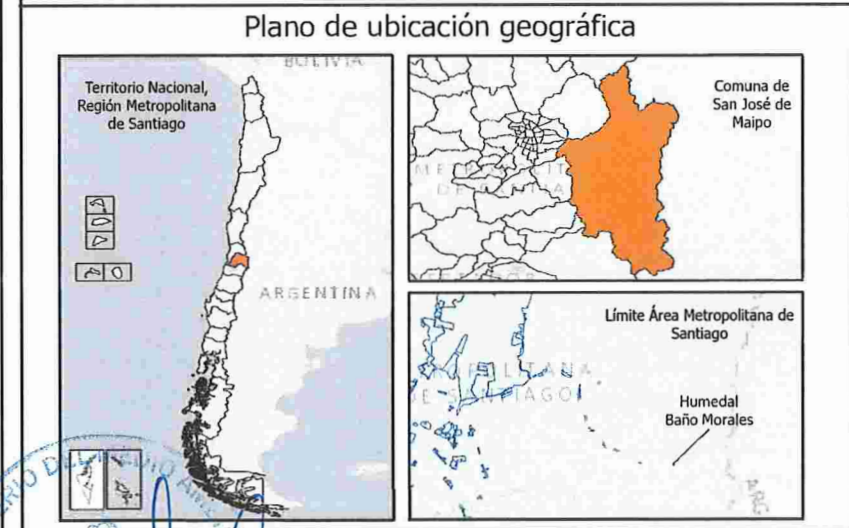 Plano de ubicación geográfica
BOLIVIA
Territorio Nacional,
Región Metropolitana
de Santiago
ARGENTINA
Comuna de
San José de
Maipo
Límite Área Metropolitana de
Santiago
Humedal
Baño Morales
ARG